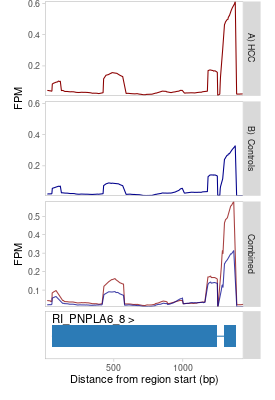 0.6
0.4
0.2
FPM
A) HCC
0.6
0.4
0.2
B) Controls
0.5
0.4
0.3
0.2
0.1
FPM
Combined
RI_PNPLA6_8 >
500
1000
Distance from region start (bp)